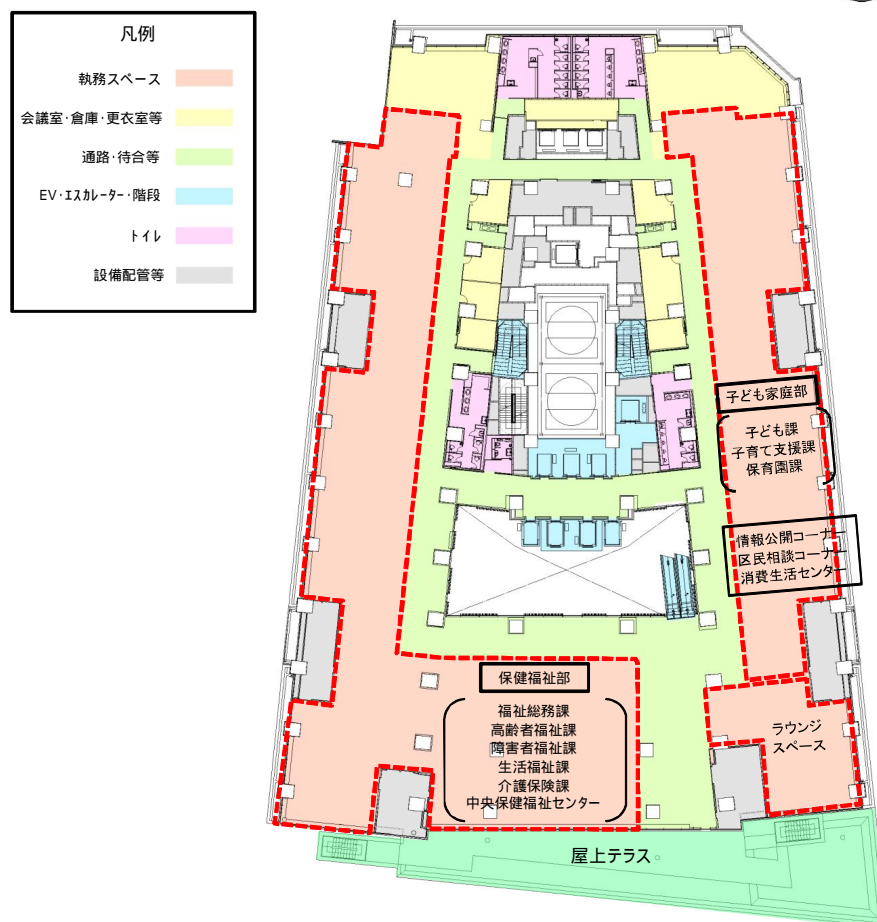 凡例
執務スペース
会議室・倉庫・更衣室等
通路・待合等
EV・ｴｽｶﾚｰﾀｰ・階段
トイレ
設備配管等
子ども家庭部
子ども課
子育て支援課
保育園課
情報公開コーナー
区民相談コーナー
消費生活センター
保健福祉部
福祉総務課
高齢者福祉課
障害者福祉課
生活福祉課
介護保険課
中央保健福祉センター
ラウンジ
スペース
屋上テラス